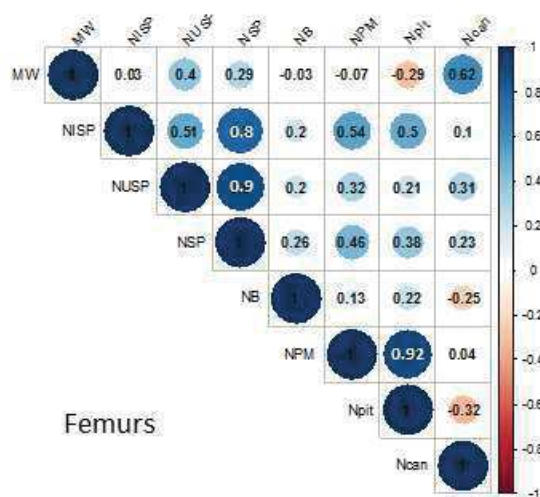 MW NISP NUSP NSP NB NPM Npit Ncan
MW 1 0.03 0.4 0.29 -0.03 -0.07 -0.29 0.62 1
0.8
NISP 1 0.51 0.8 0.2 0.54 0.5 0.1
0.6
NUSP 1 0.9 0.2 0.32 0.21 0.31
0.4
NSP 1 0.26 0.46 0.38 0.23
0.2
0
NB 1 0.13 0.22 -0.25
-0.2
NPM 1 0.92 0.04
-0.4
Npit 1 -0.32
-0.6
Femurs
-0.8
Ncan 1
-1